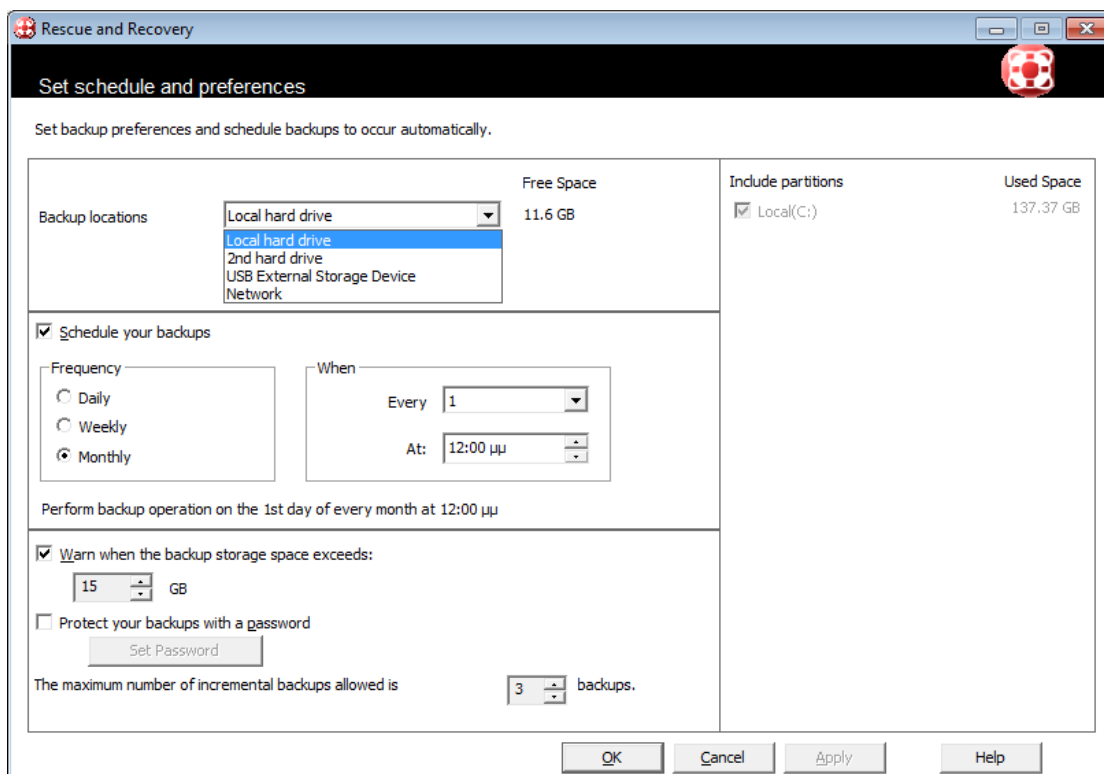 Rescue and Recovery
Set schedule and preferences
Set backup preferences and schedule backups to occur automatically.
Free Space
Backup locations
Local hard drive
11.6 GB
Local hard drive
2nd hard drive
USB External Storage Device
Network
Include partitions
Used Space
Local(C:)
137.37 GB
Schedule your backups
Frequency
Daily
Weekly
Monthly
When
Every 1
At: 12:00 μμ
Perform backup operation on the 1st day of every month at 12:00 μμ
Warn when the backup storage space exceeds:
15 GB
Protect your backups with a password
Set Password
The maximum number of incremental backups allowed is 3 backups.
OK
Cancel
Apply
Help